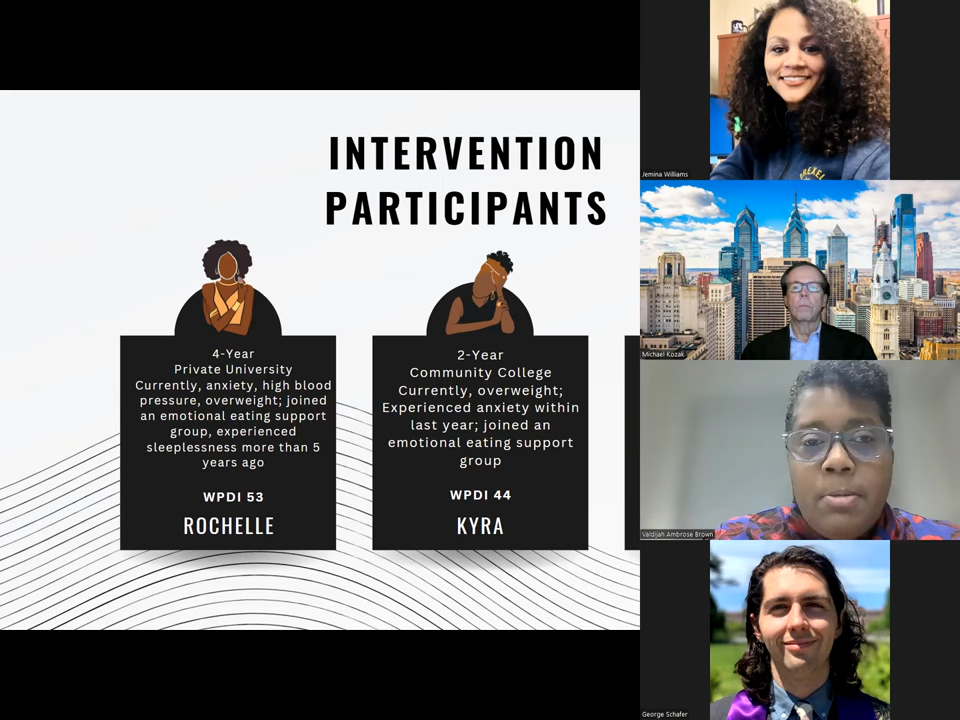 INTERVENTION
PARTICIPANTS
4-Year
Private University
Currently, anxiety, high blood
pressure, overweight; joined
an emotional eating support
group, experienced
sleeplessness more than 5
years ago
WPDI 53
ROCHELLE
2-Year
Community College
Currently, overweight;
Experienced anxiety within
last year; joined an
emotional eating support
group
WPDI 44
KYRA
DREXEL
Jemina Williams
Michael Kozak
Valdijah Ambrose Brown
George Schafer